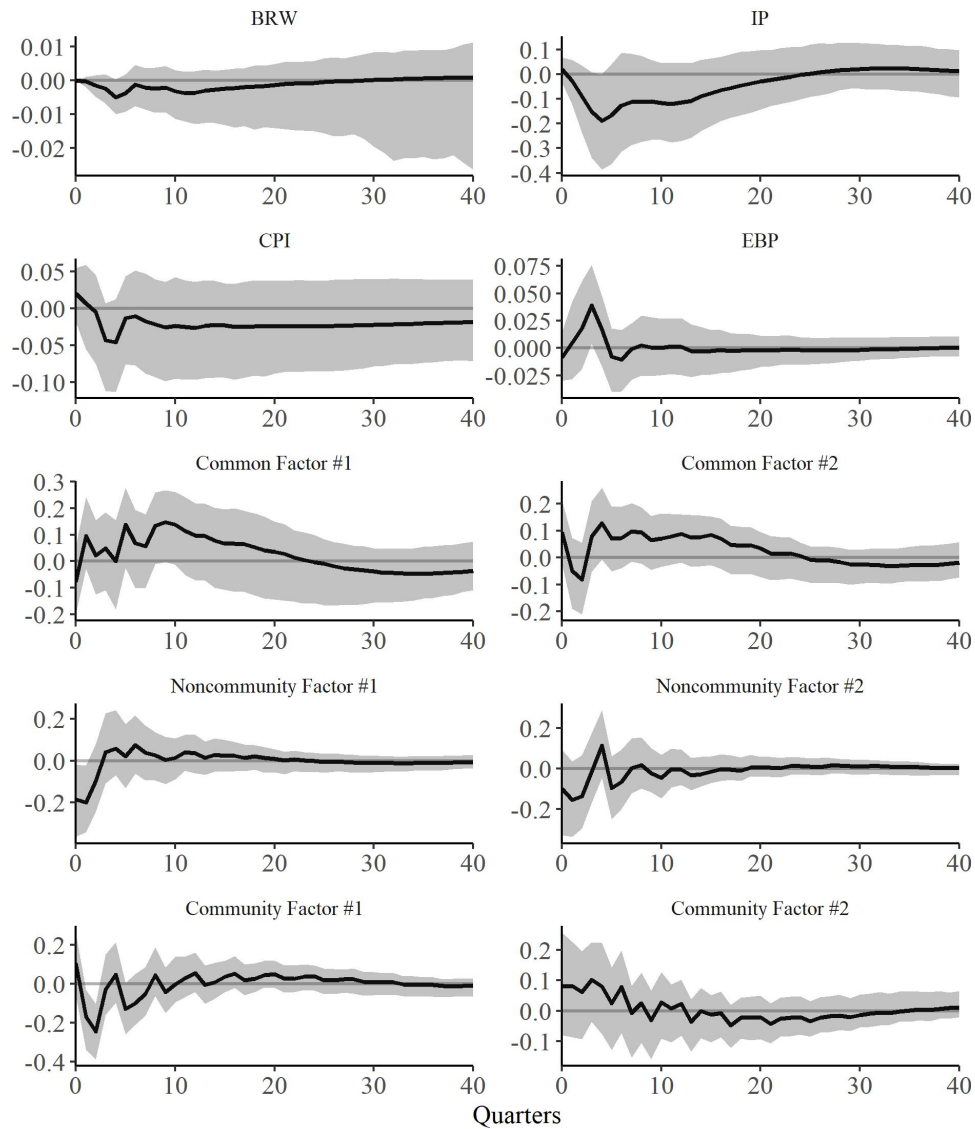 BRW
0.01
0.00
-0.01
-0.02
0 10 20 30 40
IP
0.1
0.0
-0.1
-0.2
-0.3
-0.4
0 10 20 30 40
CPI
0.05
0.00
-0.05
-0.10
0 10 20 30 40
EBP
0.075
0.050
0.025
0.000
-0.025
0 10 20 30 40
Common Factor #1
0.3
0.2
0.1
0.0
-0.1
-0.2
0 10 20 30 40
Common Factor #2
0.2
0.1
0.0
-0.1
-0.2
0 10 20 30 40
Noncommunity Factor #1
0.2
0.0
-0.2
0 10 20 30 40
Noncommunity Factor #2
0.2
0.0
-0.2
0 10 20 30 40
Community Factor #1
0.2
0.0
-0.2
-0.4
0 10 20 30 40
Community Factor #2
0.2
0.1
0.0
-0.1
0 10 20 30 40
Quarters